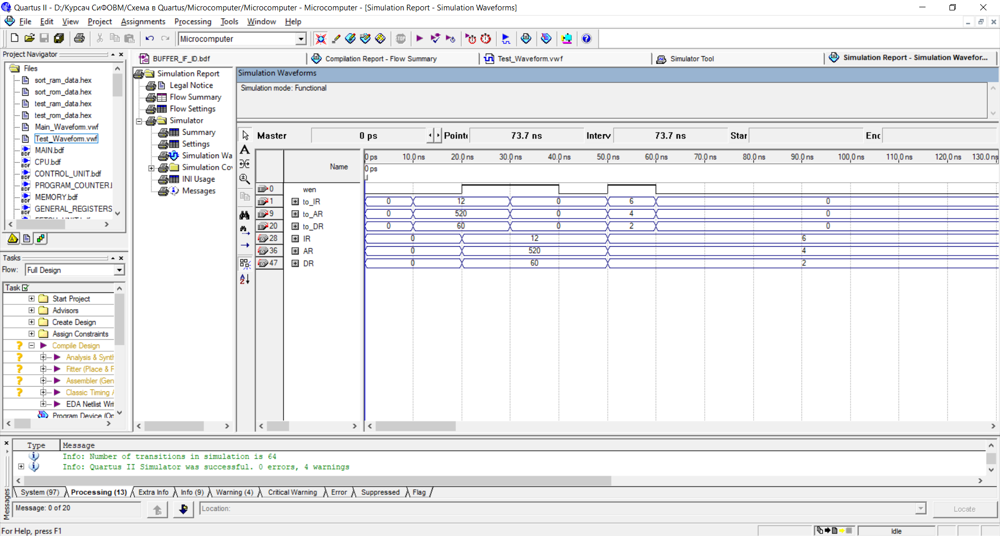 Quartus II - D:/Курсач СиФОВМ/Схема в Quartus/Microcomputer/Microcomputer - Microcomputer - [Simulation Report - Simulation Waveforms]
File Edit View Project Assignments Processing Tools Window Help
Microcomputer
Project Navigator
BUFFER_IF_ID.bdf
Compilation Report - Flow Summary
Test_Waveform.vwf
Simulator Tool
Simulation Report - Simulation Wavefor...
Files
sort_ram_data.hex
sort_rom_data.hex
test_ram_data.hex
test_rom_data.hex
Main_Waveform.vwf
Test_Waveform.vwf
MAIN.bdf
CPU.bdf
CONTROL_UNIT.bdf
PROGRAM_COUNTER.
MEMORY.bdf
GENERAL_REGISTERS
Tasks
Flow: Full Design
Task
Start Project
Advisors
Create Design
Assign Constraints
Compile Design
Analysis & Synth
Fitter (Place & F
Assembler (Gen
Classic Timing A
EDA Netlist Wri
Program Device (Op
Simulation Report
Legal Notice
Flow Summary
Flow Settings
Simulator
Summary
Settings
Simulation Wa
Simulation Co
INI Usage
Messages
Simulation Waveforms
Simulation mode: Functional
Master 0 ps Point 73.7 ns Interv 73.7 ns Star Enc
Name
0 ps 10.0 ns 20.0 ns 30.0 ns 40.0 ns 50.0 ns 60.0 ns 70.0 ns 80.0 ns 90.0 ns 100.0 ns 110.0 ns 120.0 ns 130.0 ns
0 ps
0 wen
1 to_IR 0 12 0 6 0
9 to_AR 0 520 0 4 0
20 to_DR 0 60 0 2 0
28 IR 0 12 6
36 AR 0 520 4
47 DR 0 60 2
Type Message
Info: Number of transitions in simulation is 64
Info: Quartus II Simulator was successful. 0 errors, 4 warnings
System (97) Processing (13) Extra Info Info (9) Warning (4) Critical Warning Error Suppressed Flag
Messages
Message: 0 of 20
Location:
Locate
For Help, press F1
Idle